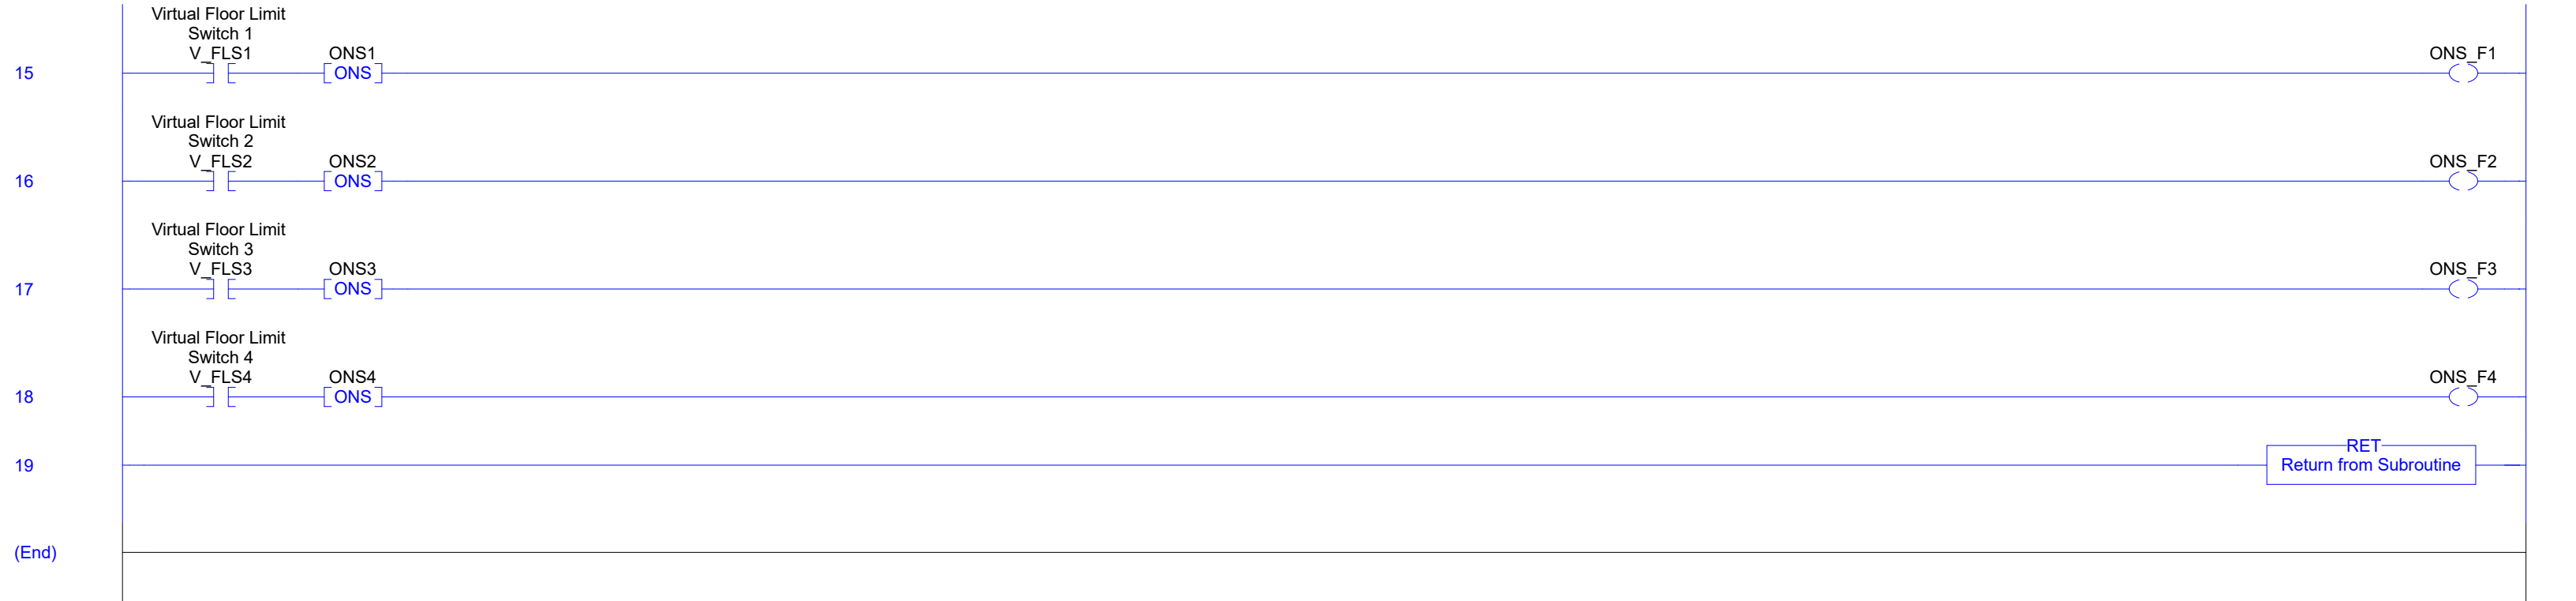 Virtual Floor Limit
Switch 1
V_FLS1 ONS1 ONS_F1
15 ONS
Virtual Floor Limit
Switch 2
V_FLS2 ONS2 ONS_F2
16 ONS
Virtual Floor Limit
Switch 3
V_FLS3 ONS3 ONS_F3
17 ONS
Virtual Floor Limit
Switch 4
V_FLS4 ONS4 ONS_F4
18 ONS
RET
19 Return from Subroutine
(End)